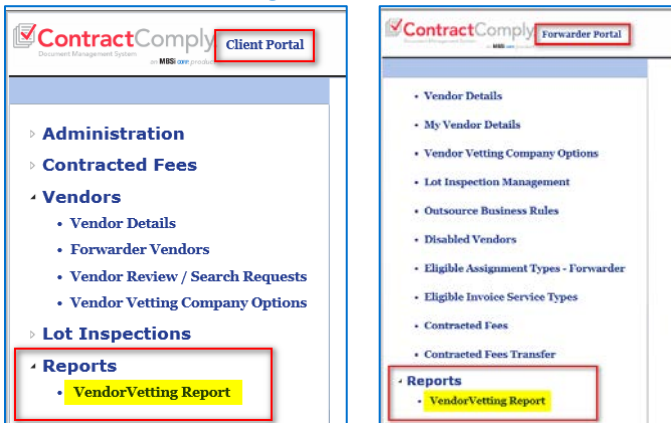 ContractComply
Client Portal
Document Management System
an MBSi corp product
Administration
Contracted Fees
Vendors
• Vendor Details
• Forwarder Vendors
• Vendor Review / Search Requests
• Vendor Vetting Company Options
Lot Inspections
Reports
• VendorVetting Report
ContractComply
Forwarder Portal
• Vendor Details
• My Vendor Details
• Vendor Vetting Company Options
• Lot Inspection Management
• Outsource Business Rules
• Disabled Vendors
• Eligible Assignment Types - Forwarder
• Eligible Invoice Service Types
• Contracted Fees
• Contracted Fees Transfer
Reports
• VendorVetting Report